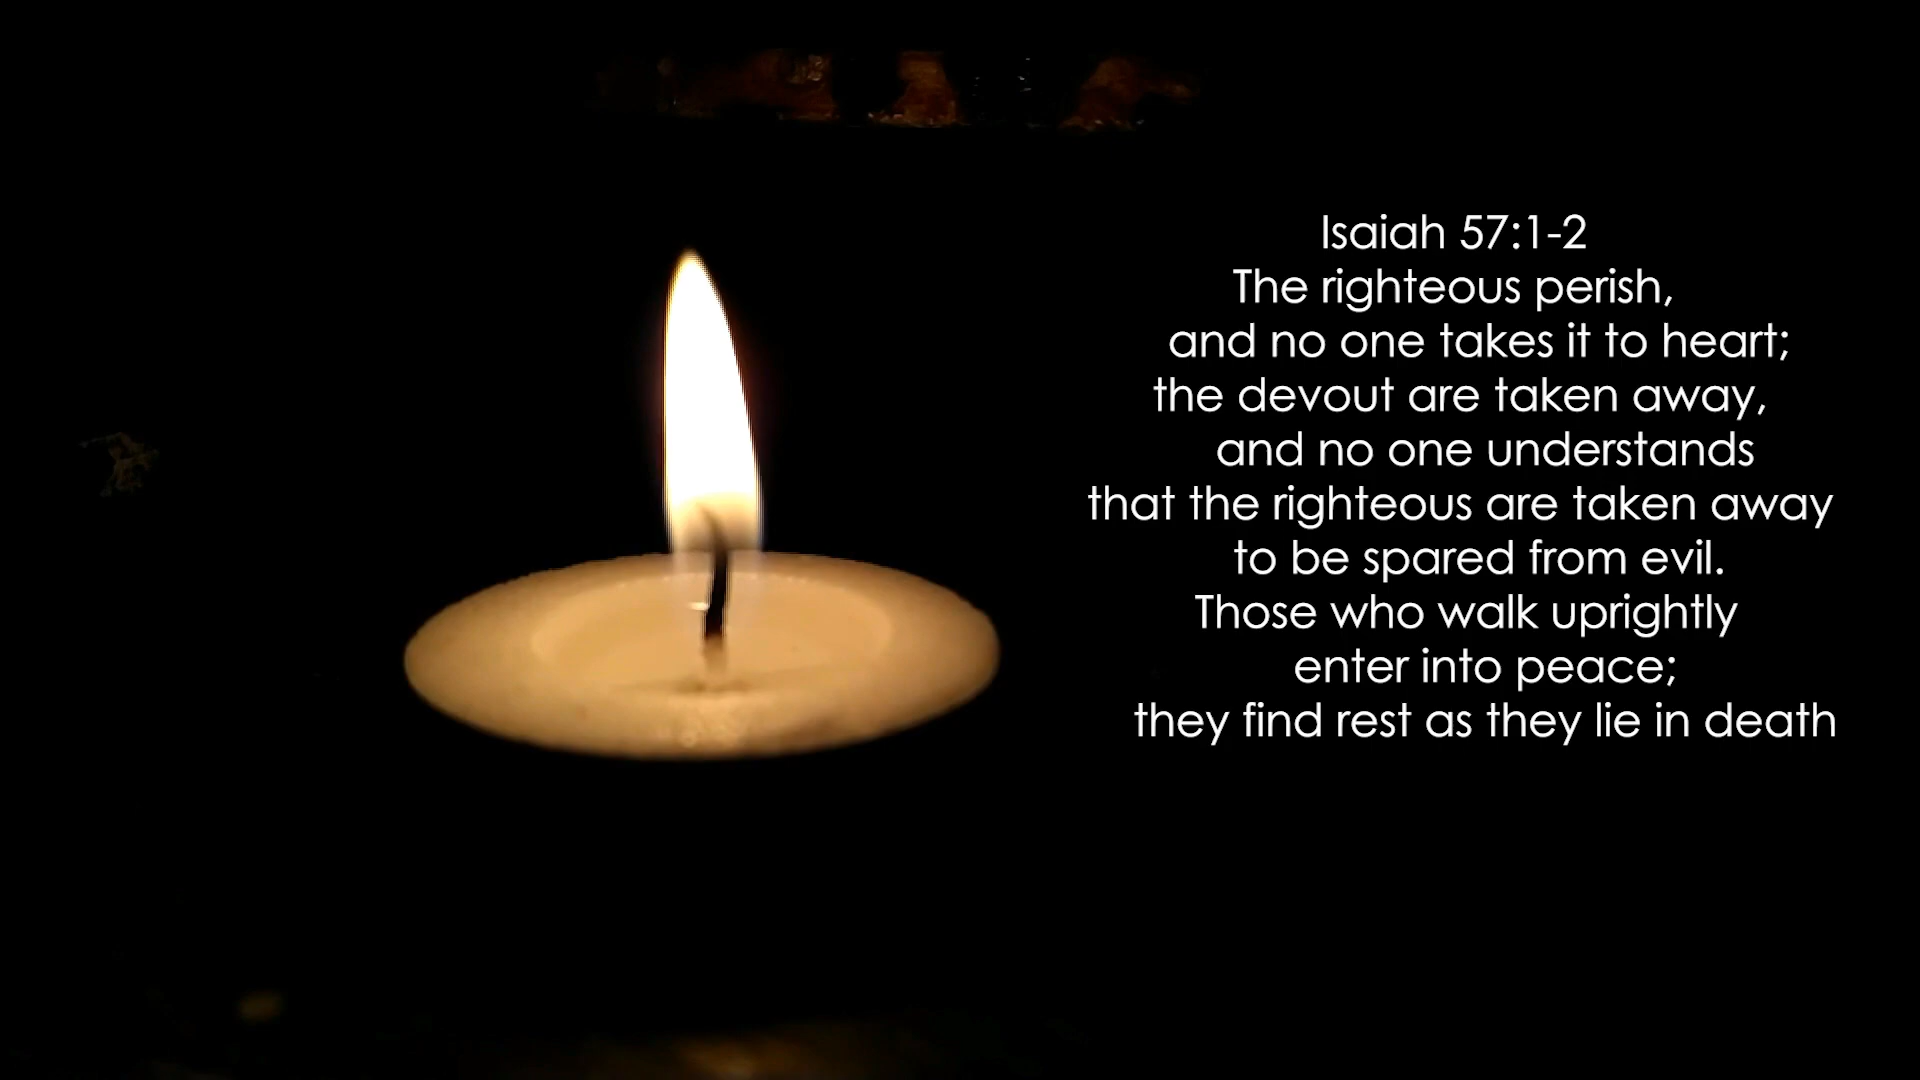 Isaiah 57:1-2
The righteous perish,
and no one takes it to heart;
the devout are taken away,
and no one understands
that the righteous are taken away
to be spared from evil.
Those who walk uprightly
enter into peace;
they find rest as they lie in death